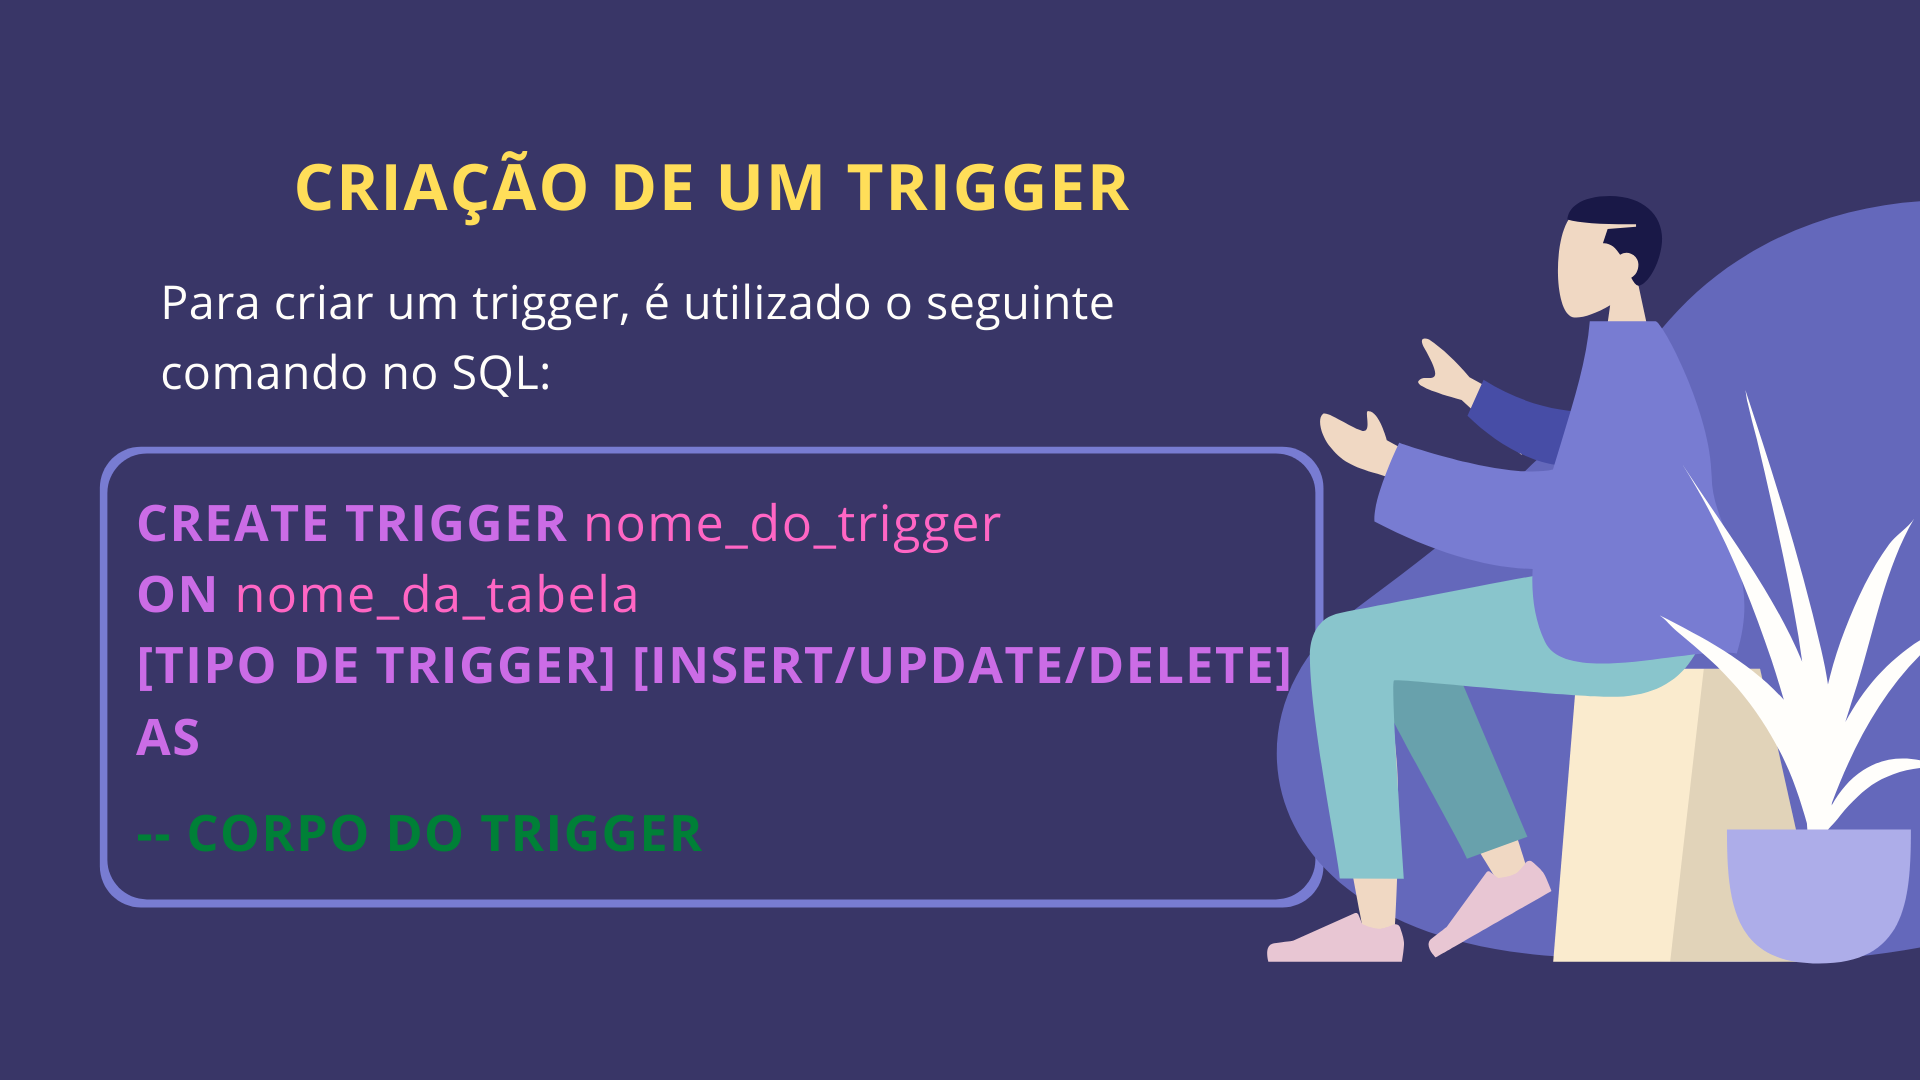 CRIAÇÃO DE UM TRIGGER
Para criar um trigger, é utilizado o seguinte
comando no SQL:
CREATE TRIGGER nome_do_trigger
ON nome_da_tabela
[TIPO DE TRIGGER] [INSERT/UPDATE/DELETE]
AS
-- CORPO DO TRIGGER